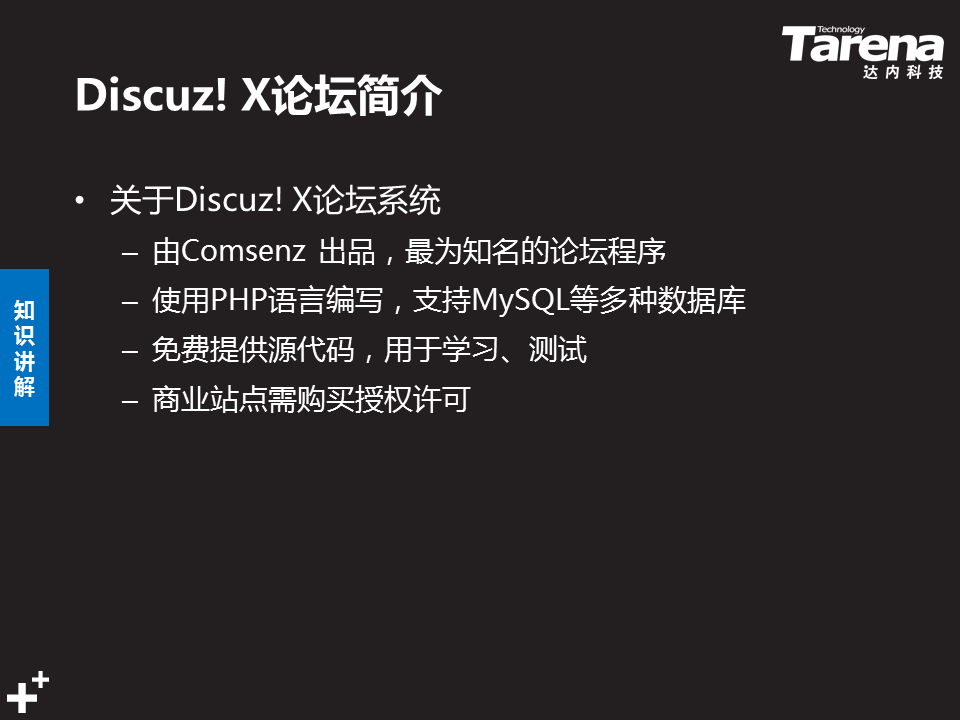 Technology
Tarena
达内科技
Discuz! X论坛简介
• 关于Discuz! X论坛系统
– 由Comsenz 出品，最为知名的论坛程序
– 使用PHP语言编写，支持MySQL等多种数据库
– 免费提供源代码，用于学习、测试
– 商业站点需购买授权许可
知识讲解